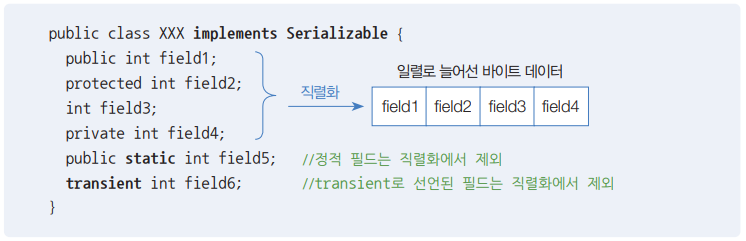 public class XXX implements Serializable {
public int field1;
protected int field2;
int field3;
private int field4;
직렬화
일렬로 늘어선 바이트 데이터
field1 field2 field3 field4
public static int field5; //정적 필드는 직렬화에서 제외
transient int field6; //transient로 선언된 필드는 직렬화에서 제외
}